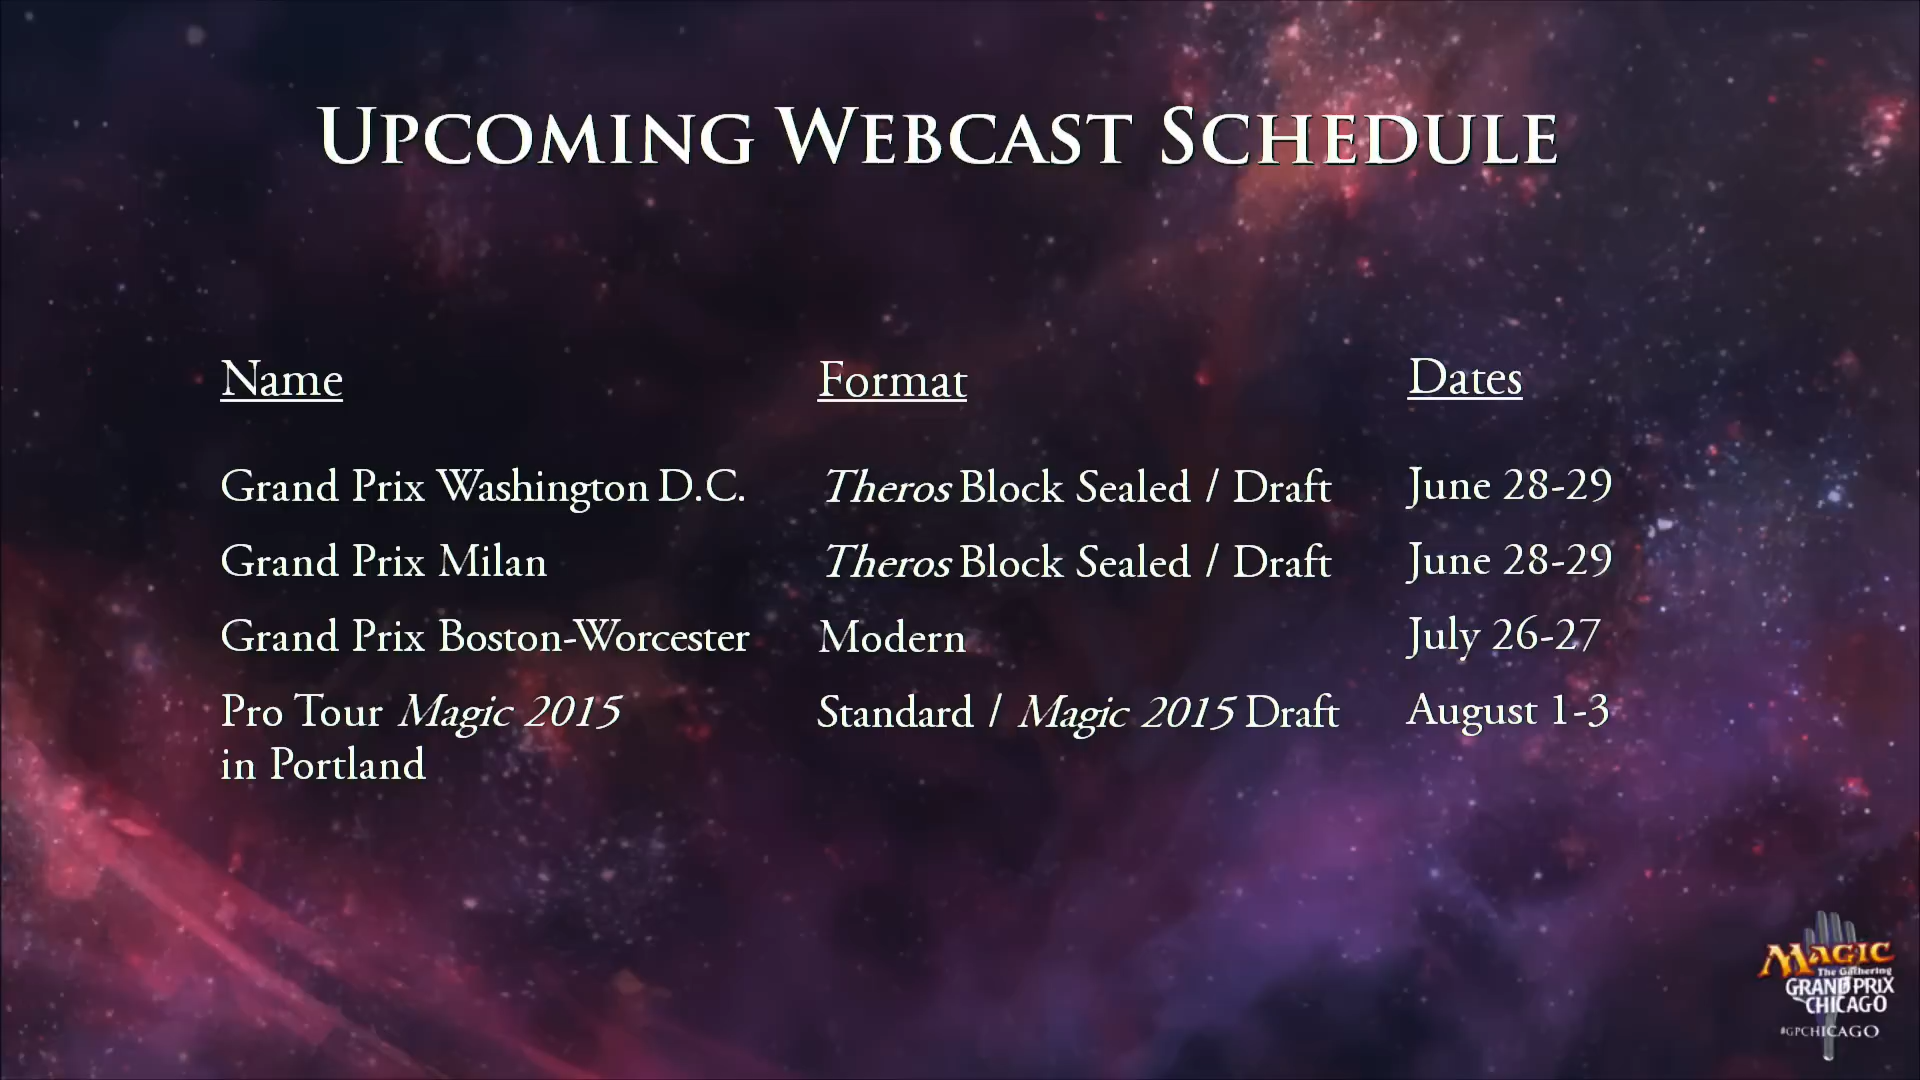 UPCOMING WEBCAST SCHEDULE
Name Format Dates
Grand Prix Washington D.C. Theros Block Sealed / Draft June 28-29
Grand Prix Milan Theros Block Sealed / Draft June 28-29
Grand Prix Boston-Worcester Modern July 26-27
Pro Tour Magic 2015 Standard / Magic 2015 Draft August 1-3
in Portland
MAGIC
The Gathering
GRAND PRIX
CHICAGO
#GPCHICAGO